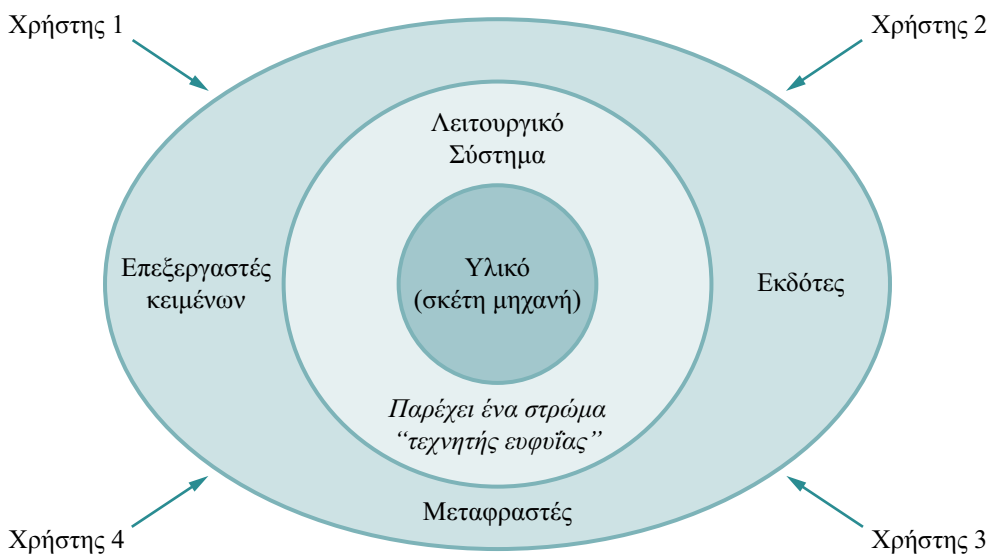 Χρήστης 1
Χρήστης 2
Λειτουργικό
Σύστημα
Επεξεργαστές
κειμένων
Υλικό
(σκέτη μηχανή)
Εκδότες
Παρέχει ένα στρώμα
“τεχνητής ευφυΐας”
Μεταφραστές
Χρήστης 4
Χρήστης 3